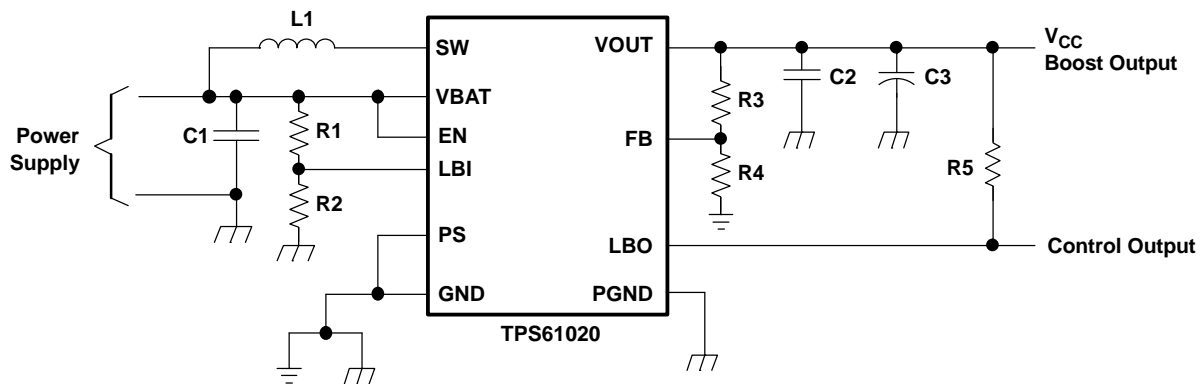 L1
SW
VOUT
V_CC
Boost Output
C2
C3
R3
VBAT
Power
Supply
C1
R1
EN
FB
LBI
R4
R5
R2
PS
LBO
Control Output
GND
PGND
TPS61020